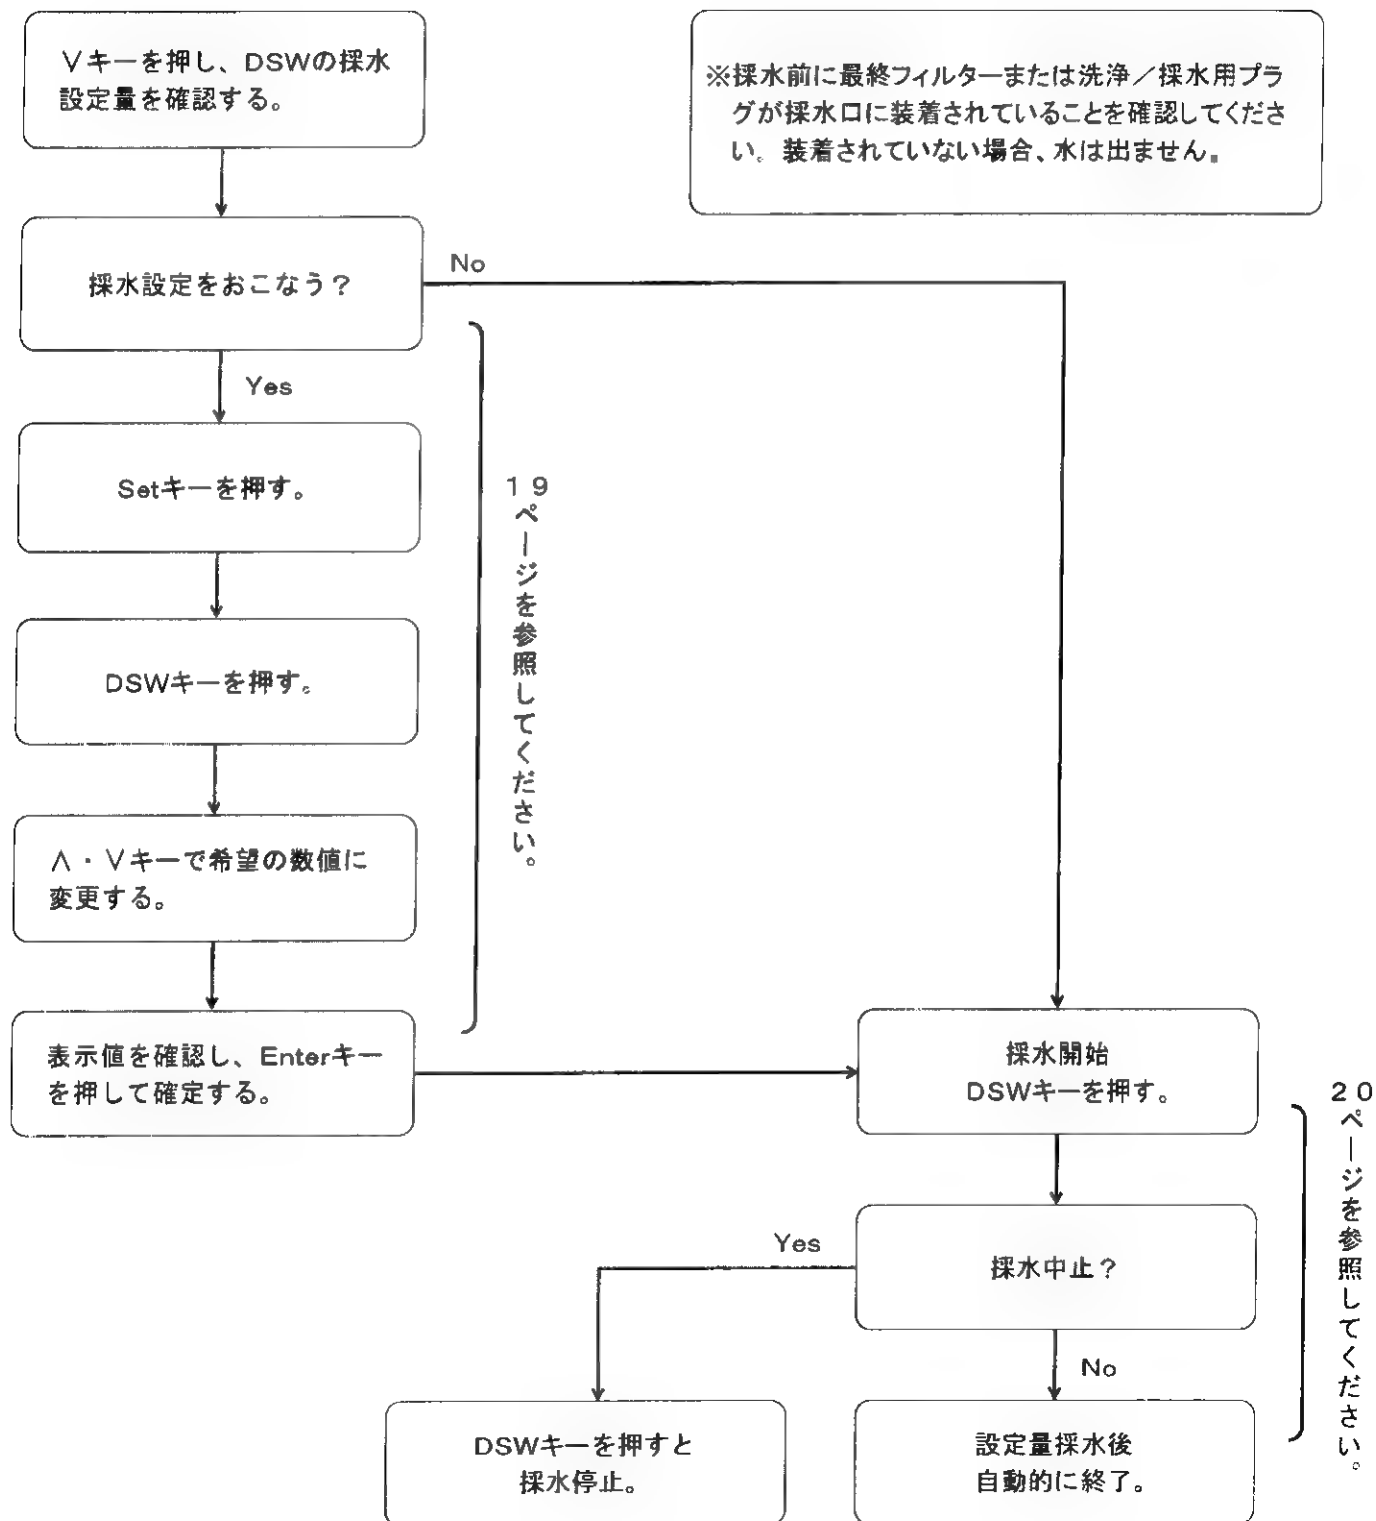 ∨キーを押し、DSWの採水
設定量を確認する。
※採水前に最終フィルターまたは洗浄／採水用プラ
グが採水口に装着されていることを確認してくださ
い。装着されていない場合、水は出ません。
採水設定をおこなう？
No
Yes
Setキーを押す。
DSWキーを押す。
∧・∨キーで希望の数値に
変更する。
表示値を確認し、Enterキー
を押して確定する。
19ページを参照してください。
採水開始
DSWキーを押す。
採水中止？
Yes
No
DSWキーを押すと
採水停止。
設定量採水後
自動的に終了。
20ページを参照してください。